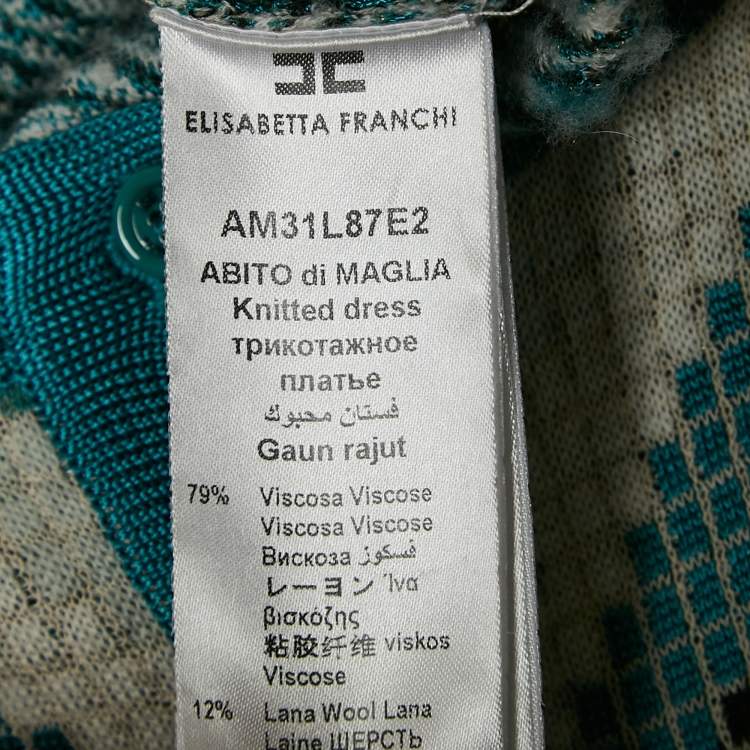 ELISABETTA FRANCHI
AM31L87E2
ABITO di MAGLIA
Knitted dress
трикотажное
платье
فستان محبوك
Gaun rajut
79% Viscosa Viscose
Viscosa Viscose
Вискоза فسكوز
レーヨン Ίνα
βισκόζης
粘胶纤维 viskos
Viscose
12% Lana Wool Lana
Laine ШЕРСТЬ